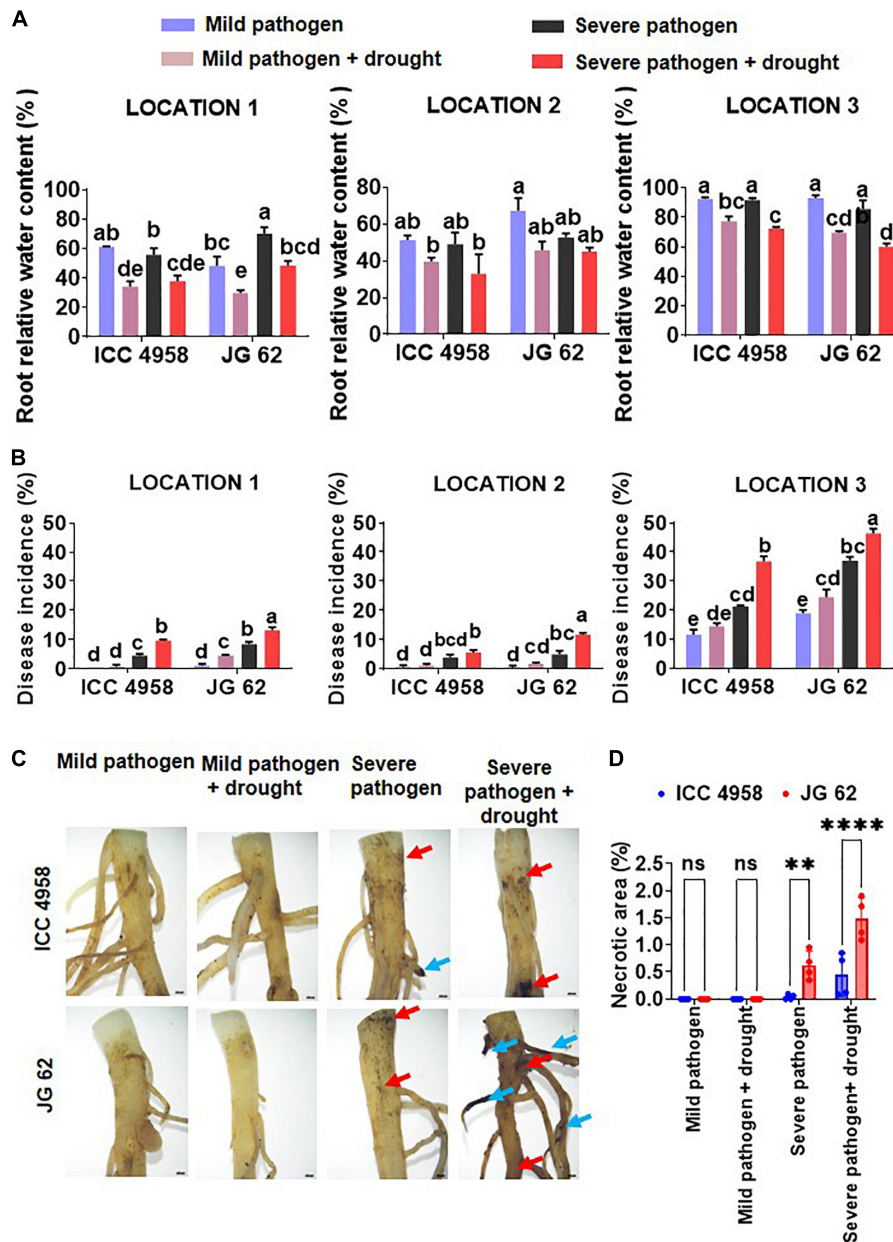 A
Mild pathogen
Severe pathogen
Mild pathogen + drought
Severe pathogen + drought
LOCATION 1
LOCATION 2
LOCATION 3
Root relative water content (%)
100
80
60
40
20
0
ab
de
b
cde
bc
e
a
bcd
ICC 4958
JG 62
Root relative water content (%)
80
60
40
20
0
ab
b
ab
b
a
ab
ab
ab
ICC 4958
JG 62
Root relative water content (%)
100
80
60
40
20
0
a
bc
a
c
a
cd
ab
d
ICC 4958
JG 62
B
LOCATION 1
LOCATION 2
LOCATION 3
Disease incidence (%)
50
40
30
20
10
0
d
d
c
b
d
c
b
a
ICC 4958
JG 62
Disease incidence (%)
50
40
30
20
10
0
d
d
bcd
b
d
cd
bc
a
ICC 4958
JG 62
Disease incidence (%)
50
40
30
20
10
0
e
de
cd
b
e
cd
bc
a
ICC 4958
JG 62
C
Mild pathogen
Mild pathogen
+ drought
Severe
pathogen
Severe
pathogen +
drought
ICC 4958
JG 62
D
ICC 4958
JG 62
Necrotic area (%)
2.5
2.0
1.5
1.0
0.5
0.0
ns
ns
**
****
Mild pathogen
Mild pathogen + drought
Severe pathogen
Severe pathogen+ drought